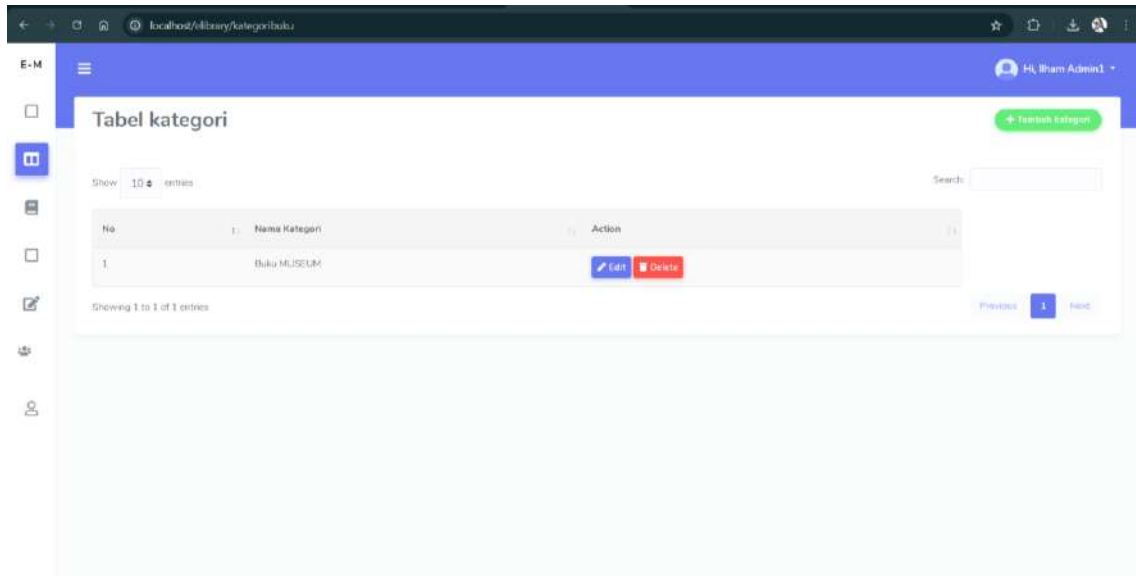 localhost/elibrary/kategoribuku
E-M
Hi, Ilham Admin1
Tabel kategori
+ Tambah Kategori
Show 10 entries
Search:
No Nama Kategori Action
1 Buku MUSEUM Edit Delete
Showing 1 to 1 of 1 entries
Previous 1 Next